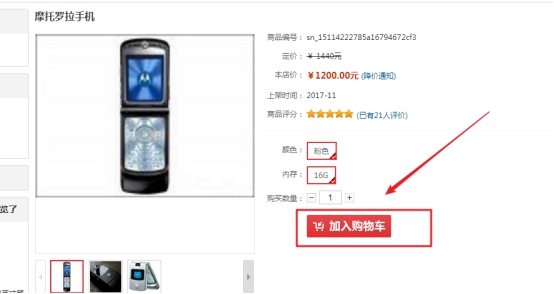 摩托罗拉手机
商品编号： sn_15114222785a16794672cf3
定价： ￥1440元
本店价： ￥1200.00元 (降价通知)
上架时间： 2017-11
商品评分： (已有21人评价)
览了
颜色： 粉色
内存： 16G
购买数量： － 1 +
加入购物车